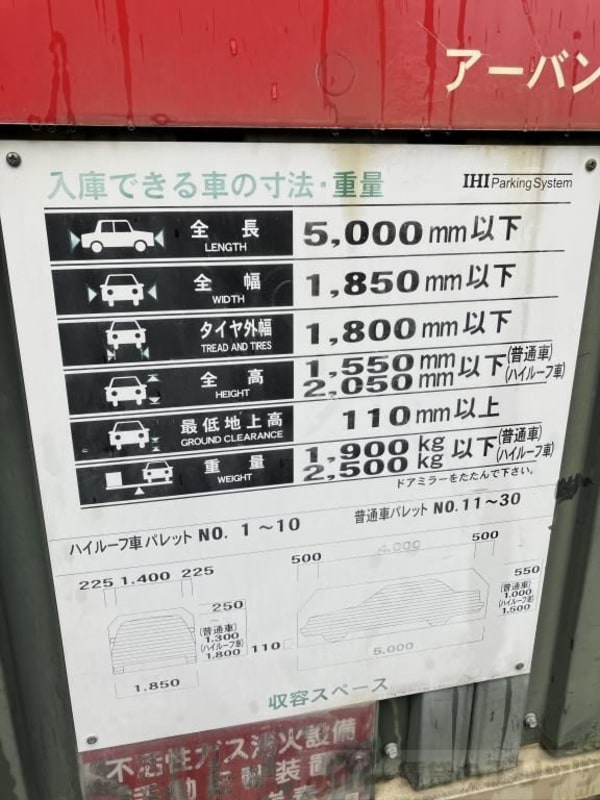 アーバン
入庫できる車の寸法・重量 IHI Parking System
全長 LENGTH 5,000mm以下
全幅 WIDTH 1,850mm以下
タイヤ外幅 TREAD AND TIRES 1,800mm以下
全高 HEIGHT 1,550mm 2,050mm 以下 (普通車) (ハイルーフ車)
最低地上高 GROUND CLEARANCE 110mm以上
重量 WEIGHT 1,900kg 2,500kg 以下 (普通車) (ハイルーフ車)
ドアミラーをたたんで下さい。
ハイルーフ車パレット NO. 1～10 普通車パレット NO.11～30
500 4.000 500
225 1.400 225
250
(普通車)
1.300
(ハイルーフ車)
1.800
1.850
550
(普通車)
1.000
(ハイルーフ車)
1.500
110
5.000
収容スペース
不活性ガス消火設備